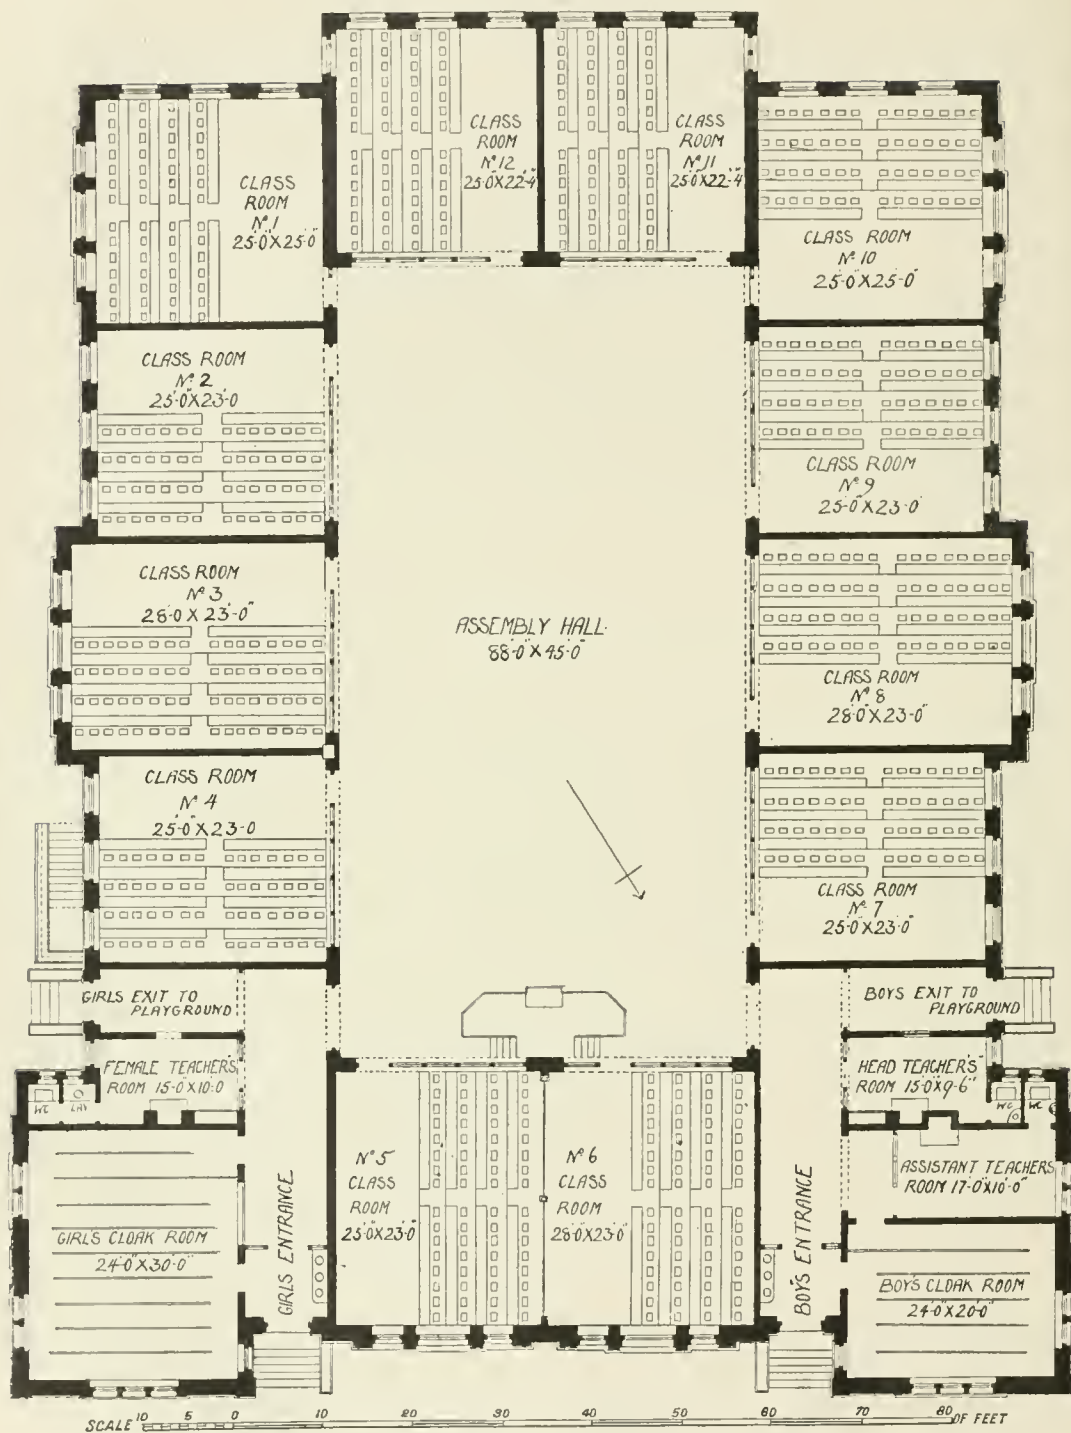 CLASS
ROOM
Nº 12
25·0"X22·4"
CLASS
ROOM
Nº 11
25·0"X22·4"
CLASS
ROOM
Nº 1
25·0"X25·0"
CLASS ROOM
Nº 10
25·0"X25·0"
CLASS ROOM
Nº 2
25·0"X23·0
CLASS ROOM
Nº 9
25·0"X23·0"
CLASS ROOM
Nº 3
28·0 X 23·0"
ASSEMBLY HALL
88·0"X45·0"
CLASS ROOM
Nº 8
28·0"X23·0"
CLASS ROOM
Nº 4
25·0"X23·0
CLASS ROOM
Nº 7
25·0"X23·0"
GIRLS EXIT TO
PLAYGROUND
BOYS EXIT TO
PLAYGROUND
FEMALE TEACHER'S
ROOM 15·0"X10·0
WC
LAV
HEAD TEACHER'S
ROOM 15·0"X9·6"
WC
WC
Nº 5
CLASS
ROOM
25·0"X23·0"
Nº 6
CLASS
ROOM
28·0"X23·0"
ASSISTANT TEACHERS
ROOM 17·0"X10·0"
GIRLS CLOAK ROOM
24·0"X30·0"
GIRLS ENTRANCE
BOYS ENTRANCE
BOYS CLOAK ROOM
24·0"X20·0"
SCALE 10 5 0 10 20 30 40 50 60 70 80 OF FEET